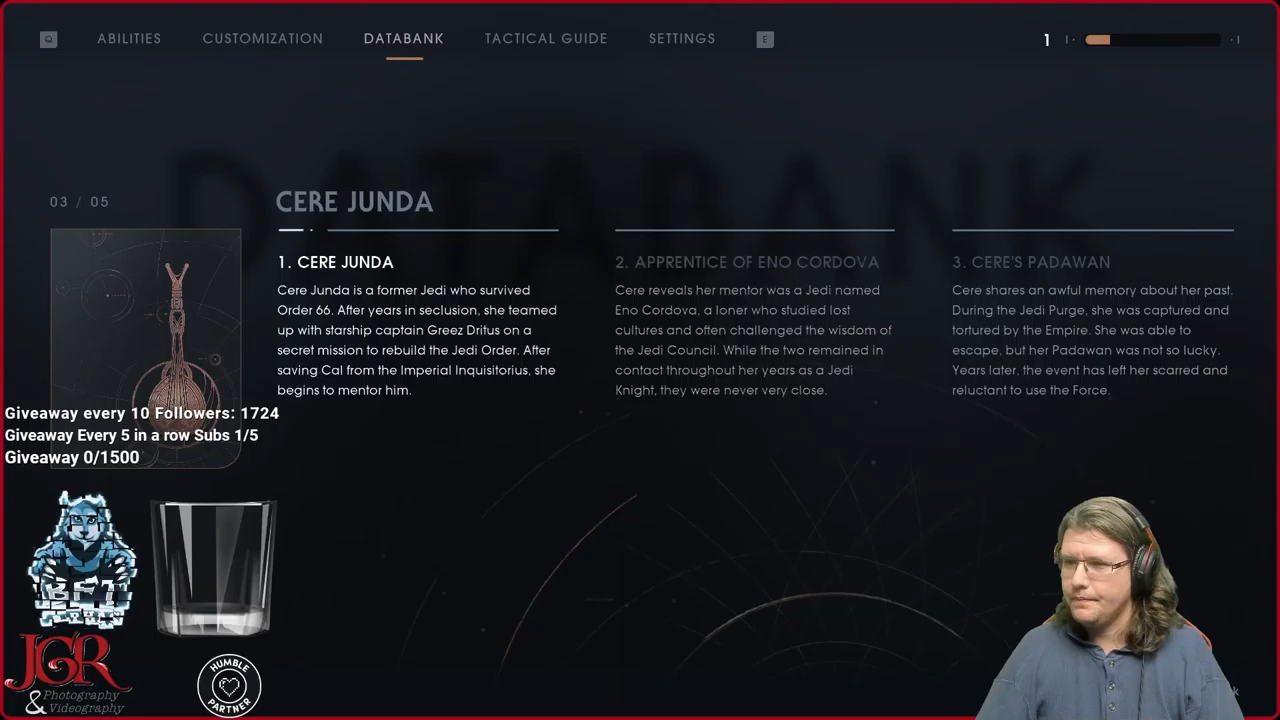 Q ABILITIES CUSTOMIZATION DATABANK TACTICAL GUIDE SETTINGS E 1
DATABANK
03 / 05
CERE JUNDA
1. CERE JUNDA
Cere Junda is a former Jedi who survived
Order 66. After years in seclusion, she teamed
up with starship captain Greez Dritus on a
secret mission to rebuild the Jedi Order. After
saving Cal from the Imperial Inquisitorius, she
begins to mentor him.
2. APPRENTICE OF ENO CORDOVA
Cere reveals her mentor was a Jedi named
Eno Cordova, a loner who studied lost
cultures and often challenged the wisdom of
the Jedi Council. While the two remained in
contact throughout her years as a Jedi
Knight, they were never very close.
3. CERE'S PADAWAN
Cere shares an awful memory about her past.
During the Jedi Purge, she was captured and
tortured by the Empire. She was able to
escape, but her Padawan was not so lucky.
Years later, the event has left her scarred and
reluctant to use the Force.
Giveaway every 10 Followers: 1724
Giveaway Every 5 in a row Subs 1/5
Giveaway 0/1500
BFT
JGR
& Photography
Videography
HUMBLE
PARTNER